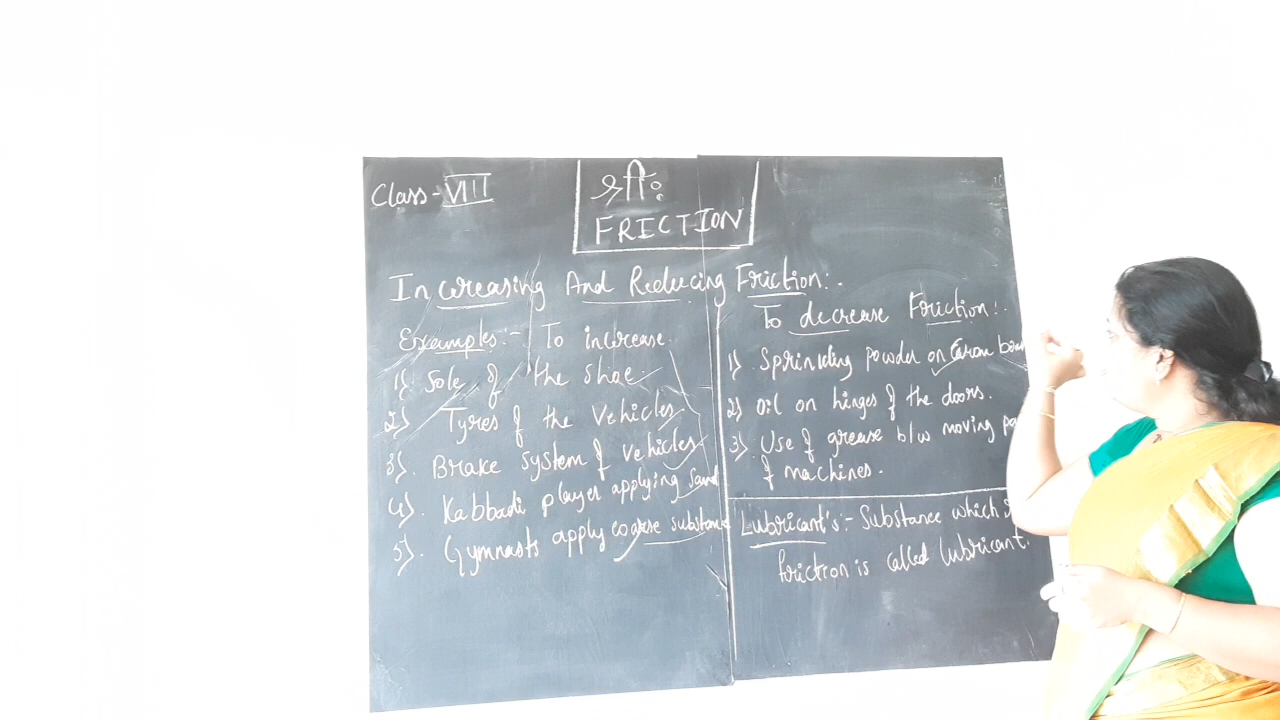 Class - VIII
श्रीः
FRICTION
Increasing And Reducing Friction:-
Examples:- To increase
1) Sole of the shoe
2) Tyres of the vehicles
3). Brake system of vehicles
4). Kabbadi player applying sand
5). Gymnasts apply coarse substance
To decrease Friction:-
1) Sprinkling powder on Carom
2) Oil on hinges of the doors.
3) Use of grease b/w moving
of machines.
Lubricant's:- Substance which
friction is called lubricant.